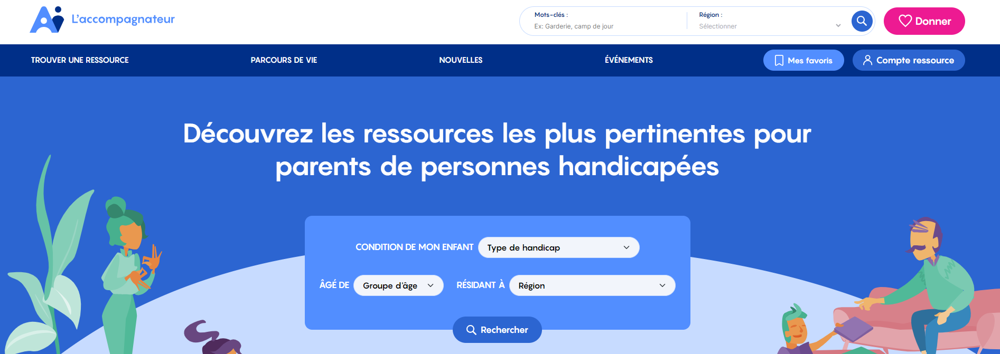 L'accompagnateur
Mots-clés :
Ex: Garderie, camp de jour
Région :
Sélectionner
Donner
TROUVER UNE RESSOURCE
PARCOURS DE VIE
NOUVELLES
ÉVÉNEMENTS
Mes favoris
Compte ressource
Découvrez les ressources les plus pertinentes pour
parents de personnes handicapées
CONDITION DE MON ENFANT Type de handicap
ÂGÉ DE Groupe d'âge RÉSIDANT À Région
Rechercher